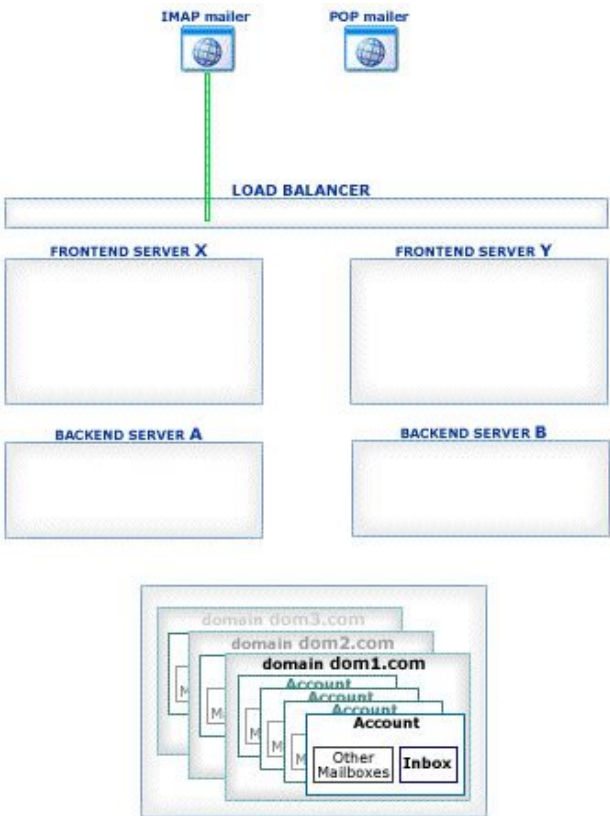 IMAP mailer
POP mailer
LOAD BALANCER
FRONTEND SERVER X
FRONTEND SERVER Y
BACKEND SERVER A
BACKEND SERVER B
domain dom3.com
domain dom2.com
domain dom1.com
Account
Account
Account
Account
M
M
M
M
M
Other
Mailboxes
Inbox